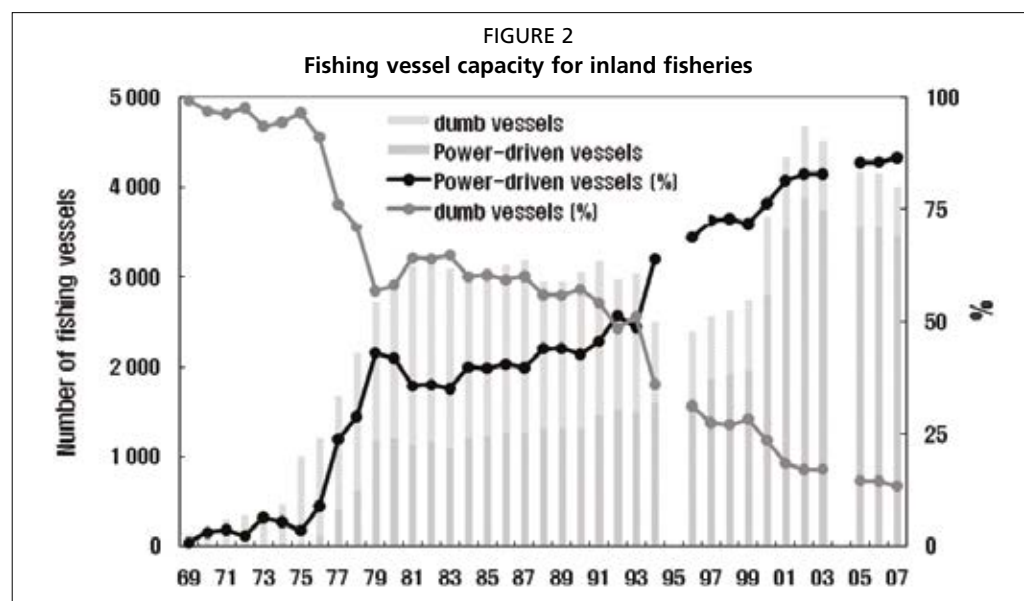 FIGURE 2
Fishing vessel capacity for inland fisheries
5 000
4 000
3 000
2 000
1 000
0
Number of fishing vessels
dumb vessels
Power-driven vessels
Power-driven vessels (%)
dumb vessels (%)
100
75
50
25
0
%
69 71 73 75 77 79 81 83 85 87 89 91 93 95 97 99 01 03 05 07